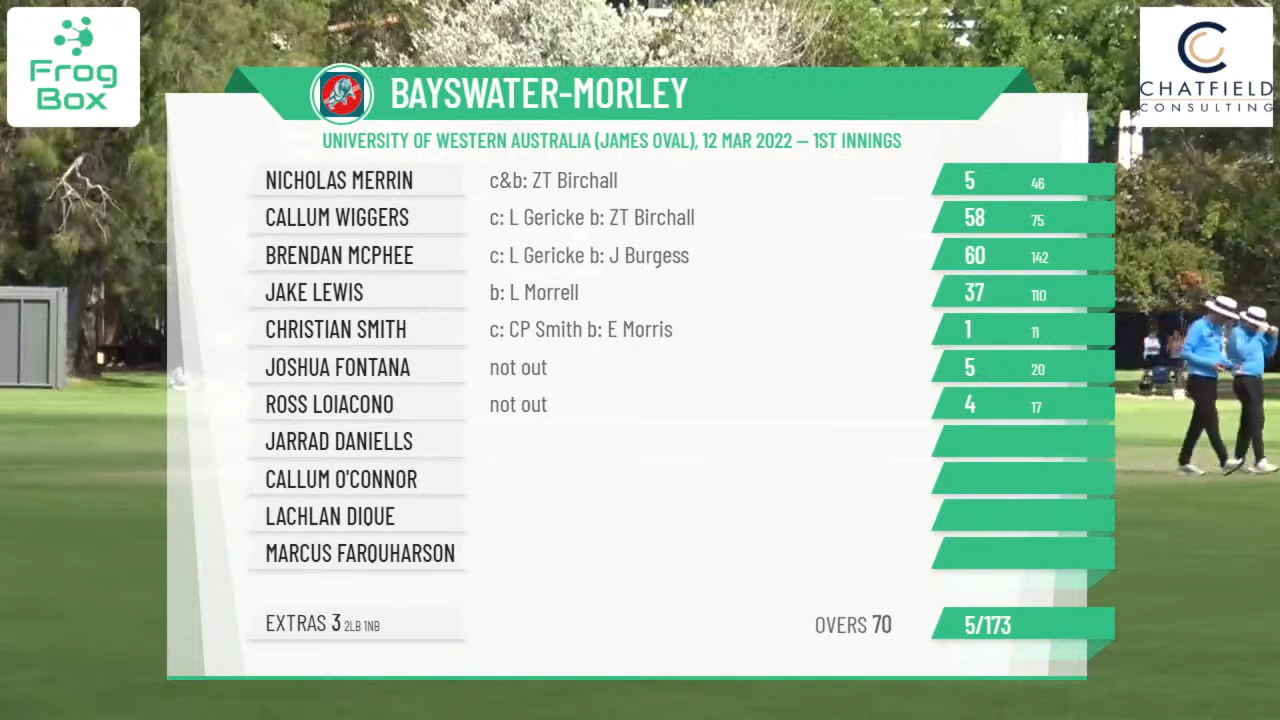 Frog
Box
CHATFIELD
CONSULTING
BAYSWATER-MORLEY
UNIVERSITY OF WESTERN AUSTRALIA (JAMES OVAL), 12 MAR 2022 – 1ST INNINGS
NICHOLAS MERRIN c&b: ZT Birchall 5 46
CALLUM WIGGERS c: L Gericke b: ZT Birchall 58 75
BRENDAN MCPHEE c: L Gericke b: J Burgess 60 142
JAKE LEWIS b: L Morrell 37 110
CHRISTIAN SMITH c: CP Smith b: E Morris 1 11
JOSHUA FONTANA not out 5 20
ROSS LOIACONO not out 4 17
JARRAD DANIELLS
CALLUM O'CONNOR
LACHLAN DIQUE
MARCUS FARQUHARSON
EXTRAS 3 2LB 1NB OVERS 70 5/173